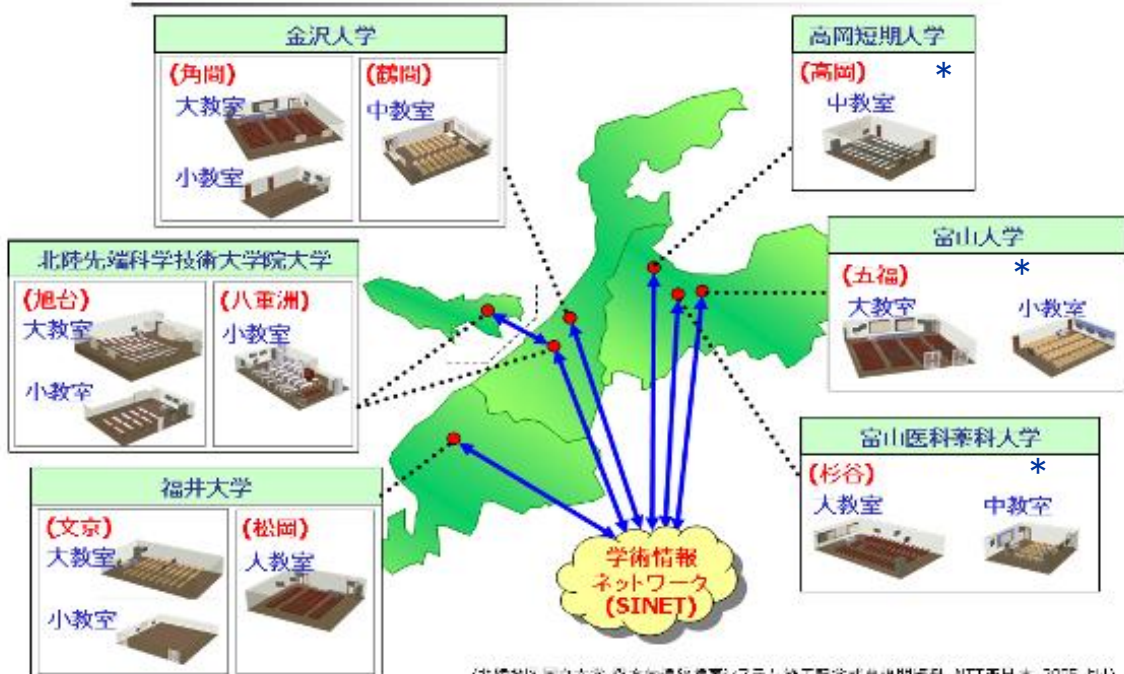 金沢大学
(角間)
大教室
小教室
(鶴間)
中教室
高岡短期大学
(高岡) *
中教室
北陸先端科学技術大学院大学
(旭台)
大教室
小教室
(八重洲)
小教室
富山大学
(五福) *
大教室 小教室
富山医科薬科大学
(杉谷) *
大教室 中教室
福井大学
(文京)
大教室
小教室
(松岡)
大教室
学術情報
ネットワーク
(SINET)